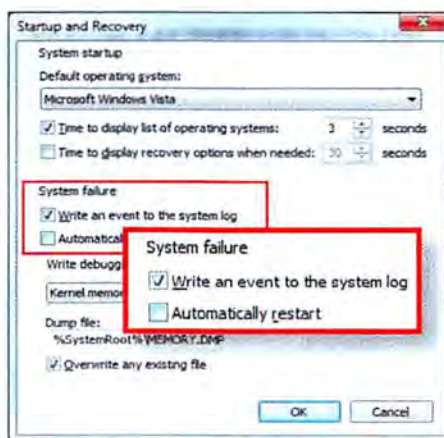 Startup and Recovery
System startup
Default operating system:
Microsoft Windows Vista
Time to display list of operating systems: 3 seconds
Time to display recovery options when needed: 30 seconds
System failure
Write an event to the system log
Automatical
System failure
Write an event to the system log
Automatically restart
Write debugg
Kernel memo
Dump file:
%SystemRoot%\MEMORY.DMP
Overwrite any existing file
OK Cancel